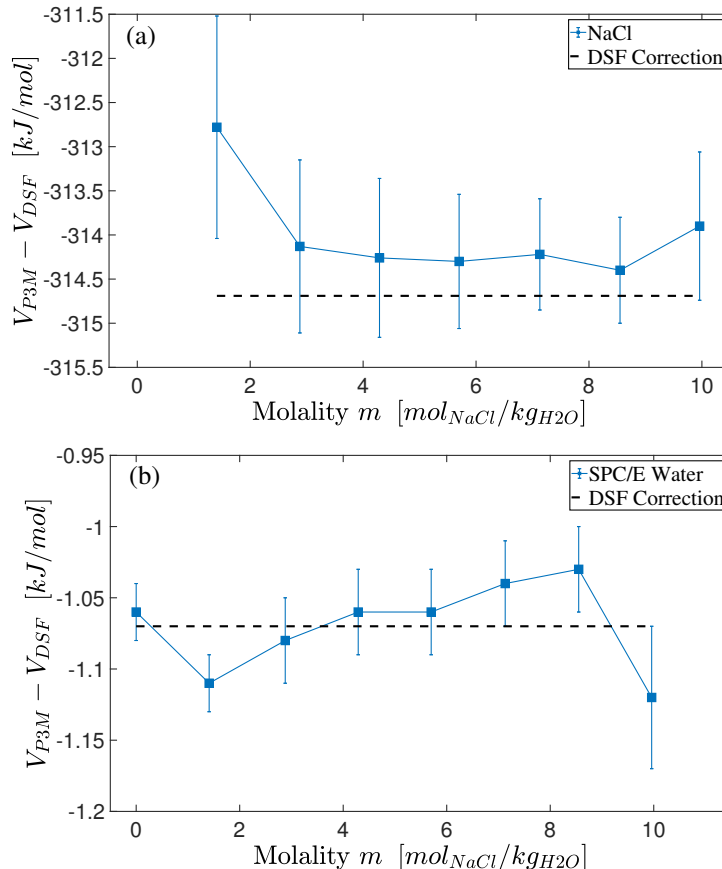 (a)
NaCl
DSF Correction
-311.5
-312
-312.5
-313
-313.5
-314
-314.5
-315
-315.5
V_{P3M} − V_{DSF} [kJ/mol]
0 2 4 6 8 10
Molality m [mol_{NaCl}/kg_{H2O}]
(b)
SPC/E Water
DSF Correction
-0.95
-1
-1.05
-1.1
-1.15
-1.2
V_{P3M} − V_{DSF} [kJ/mol]
0 2 4 6 8 10
Molality m [mol_{NaCl}/kg_{H2O}]